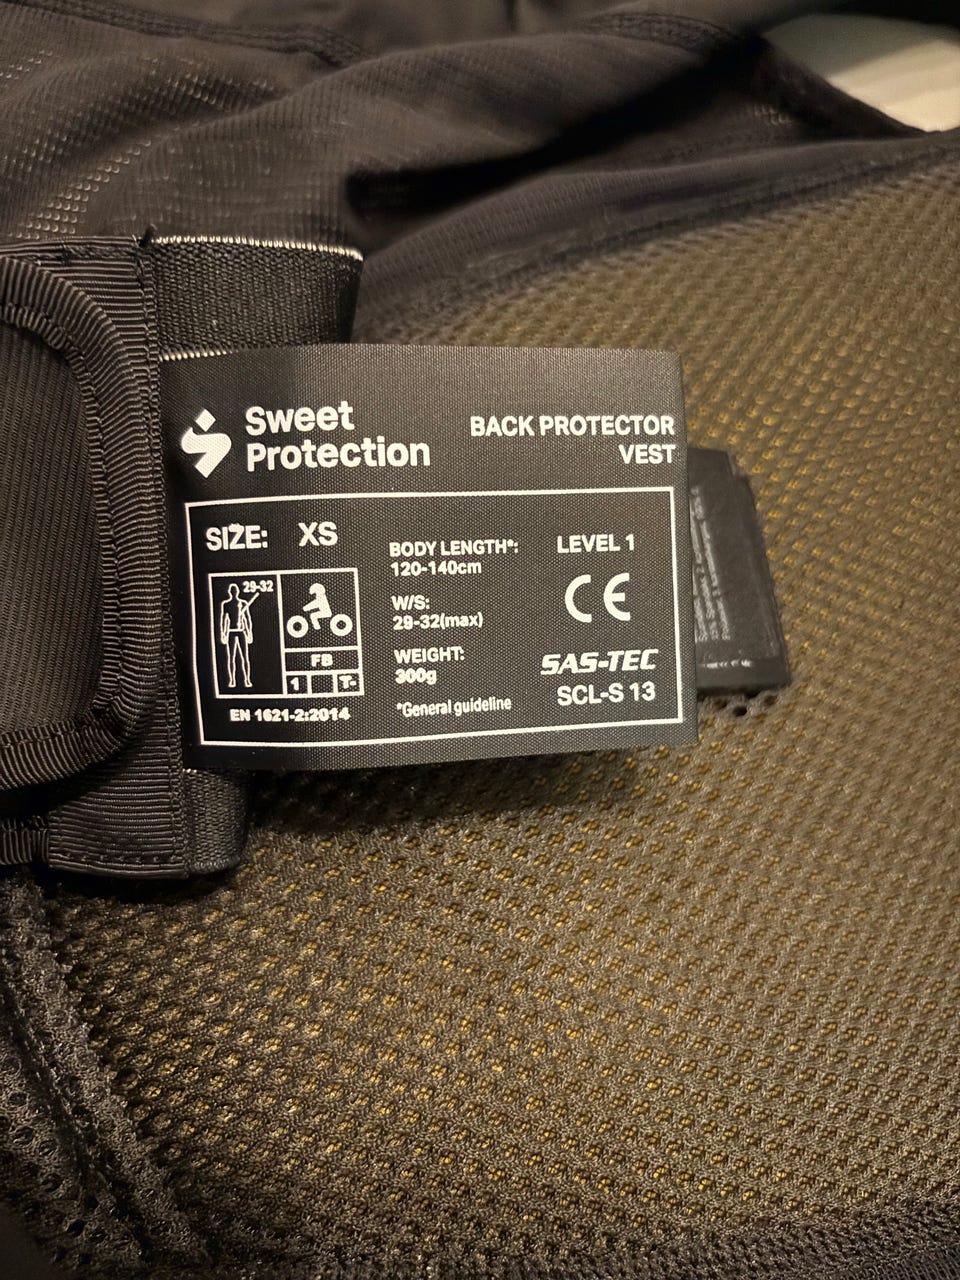 Sweet
Protection
BACK PROTECTOR
VEST
SIZE: XS
29-32
FB
1 T-
EN 1621-2:2014
BODY LENGTH*:
120-140cm
W/S:
29-32(max)
WEIGHT:
300g
*General guideline
LEVEL 1
CE
SAS-TEC
SCL-S 13